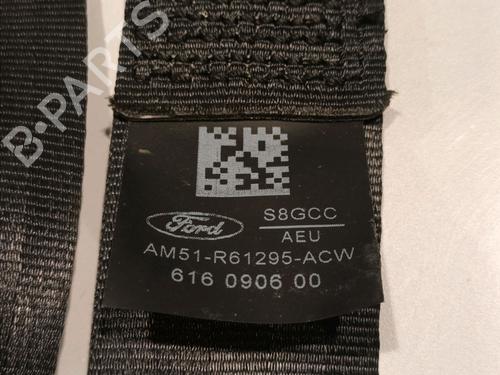 B-PARTS
Ford
S8GCC
AEU
AM51-R61295-ACW
616 0906 00